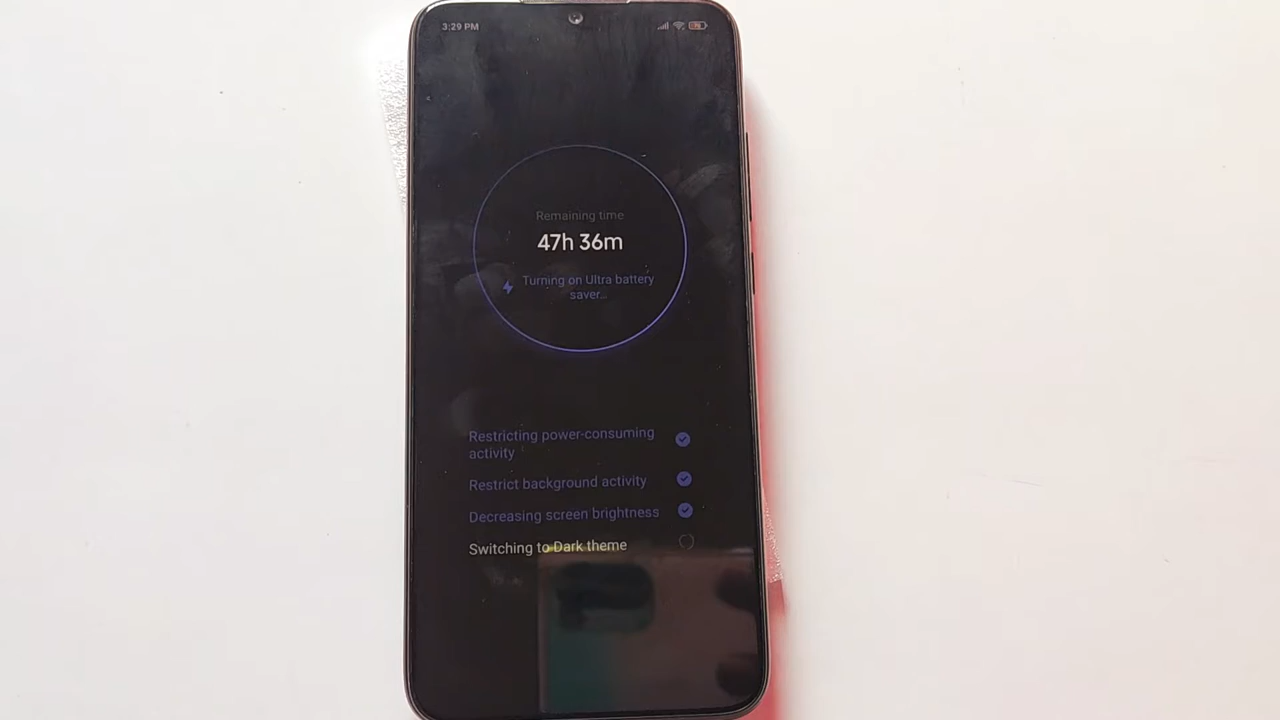 3:29 PM
Remaining time
47h 36m
Turning on Ultra battery
saver..
Restricting power-consuming
activity
Restrict background activity
Decreasing screen brightness
Switching to Dark theme